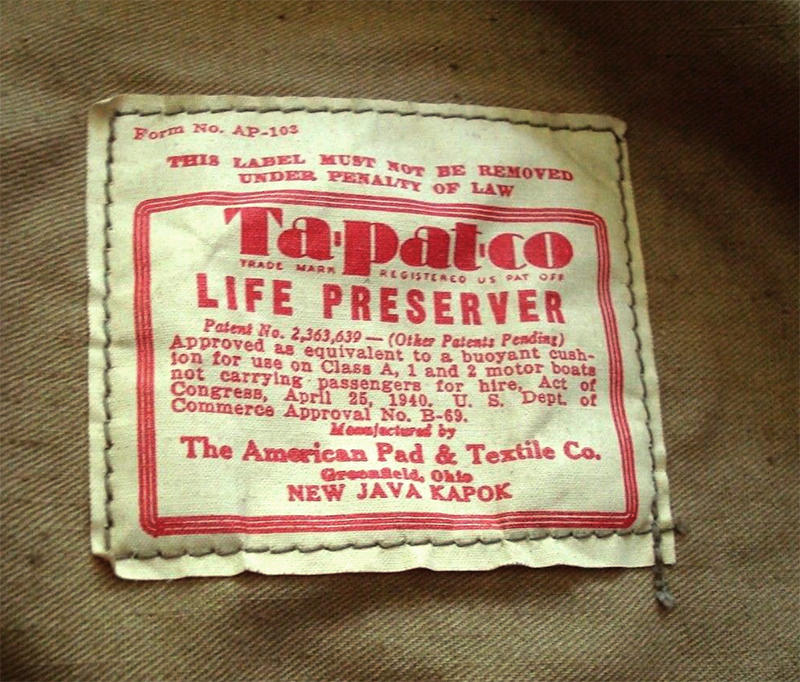 Form No. AP-103
THIS LABEL MUST NOT BE REMOVED
UNDER PENALTY OF LAW
Ta·pat·co
TRADE MARK REGISTERED US PAT OFF
LIFE PRESERVER
Patent No. 2,363,639 — (Other Patents Pending)
Approved as equivalent to a buoyant cush-
ion for use on Class A, 1 and 2 motor boats
not carrying passengers for hire, Act of
Congress, April 25, 1940. U. S. Dept. of
Commerce Approval No. B-69.
Manufactured by
The American Pad & Textile Co.
Greenfield, Ohio
NEW JAVA KAPOK